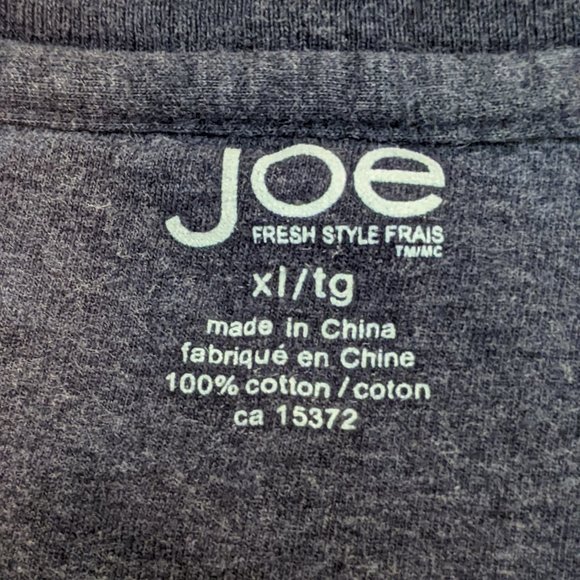 joe
FRESH STYLE FRAIS
TM/MC
xl/tg
made in China
fabriqué en Chine
100% cotton/coton
ca 15372